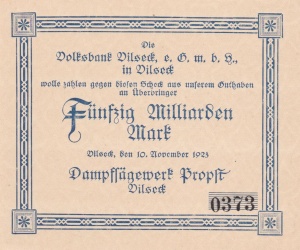 Die
Volksbank Vilseck, e. G. m. b. H.,
in Vilseck
wolle zahlen gegen diesen Scheck aus unserem Guthaben
an Überbringer
Fünfzig Milliarden
Mark
Vilseck, den 10. November 1923
Dampfsägewerk Propst
Vilseck
0373